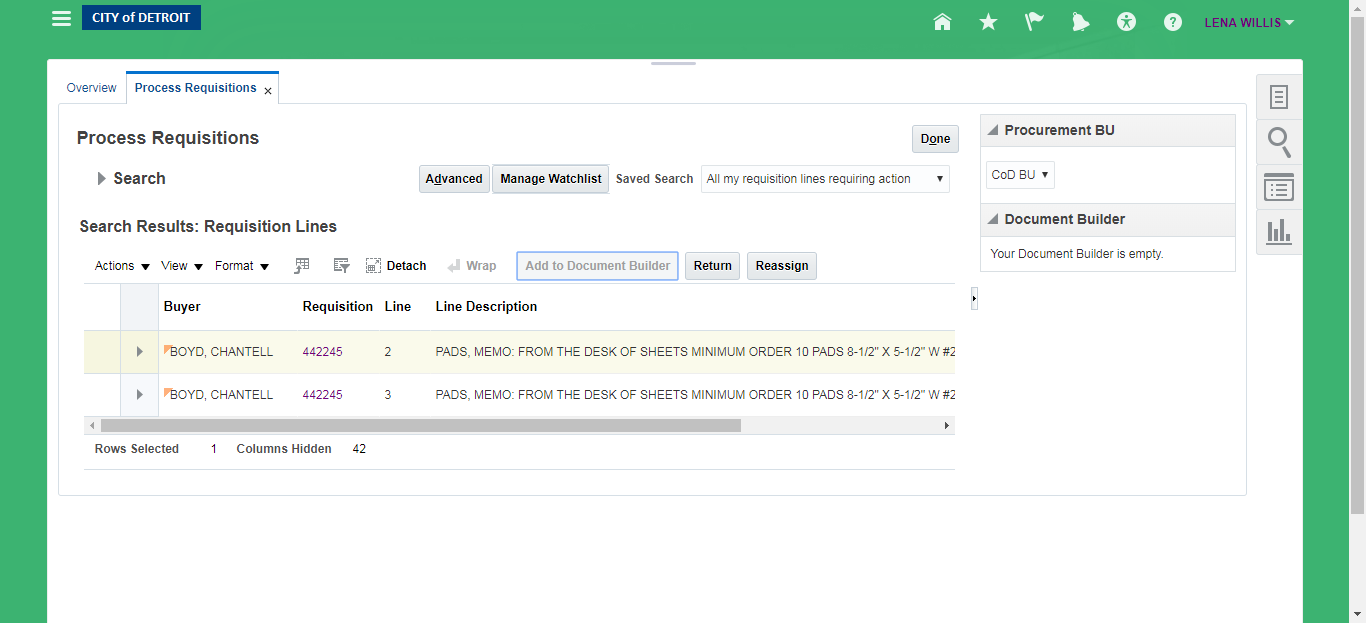 CITY of DETROIT
LENA WILLIS
Overview
Process Requisitions
Process Requisitions
Done
Search
Advanced
Manage Watchlist
Saved Search
All my requisition lines requiring action
Search Results: Requisition Lines
Actions View Format Detach Wrap Add to Document Builder Return Reassign
Buyer Requisition Line Line Description
BOYD, CHANTELL 442245 2 PADS, MEMO: FROM THE DESK OF SHEETS MINIMUM ORDER 10 PADS 8-1/2" X 5-1/2" W #2
BOYD, CHANTELL 442245 3 PADS, MEMO: FROM THE DESK OF SHEETS MINIMUM ORDER 10 PADS 8-1/2" X 5-1/2" W #2
Rows Selected 1 Columns Hidden 42
Procurement BU
CoD BU
Document Builder
Your Document Builder is empty.